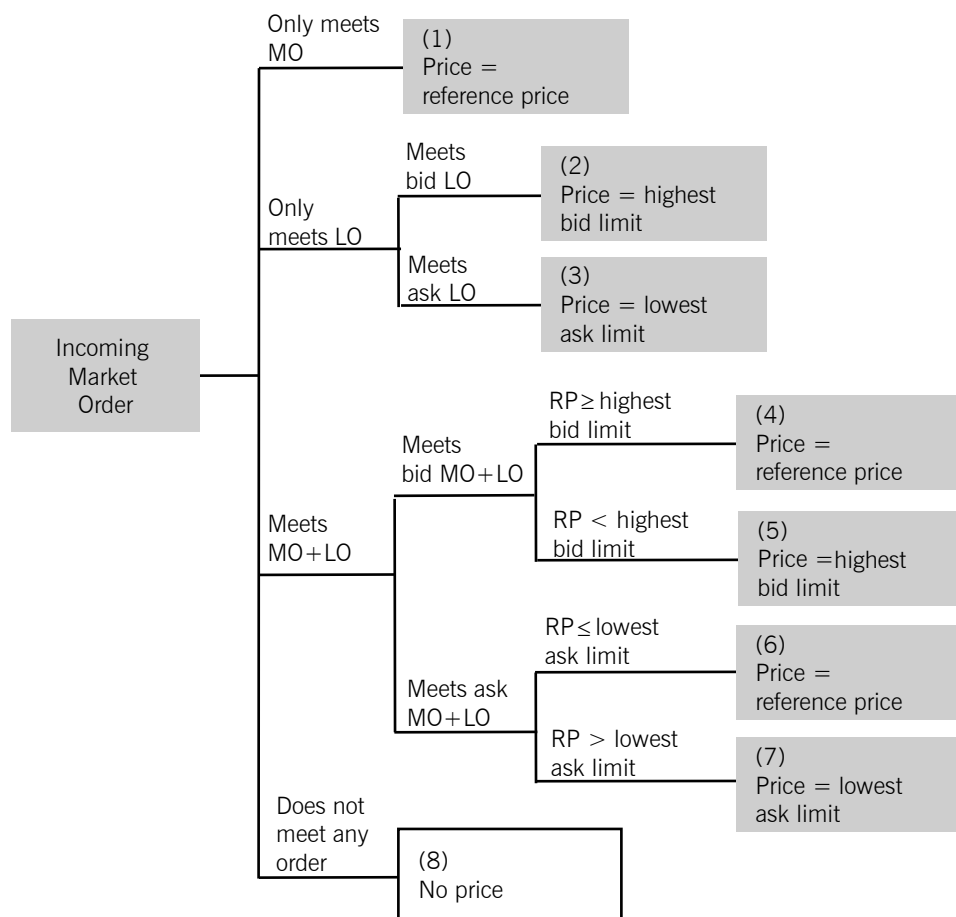 Only meets
MO
(1)
Price =
reference price
Only
meets LO
Meets
bid LO
(2)
Price = highest
bid limit
Meets
ask LO
(3)
Price = lowest
ask limit
Incoming
Market
Order
Meets
MO+LO
Meets
bid MO+LO
RP ≥ highest
bid limit
(4)
Price =
reference price
RP < highest
bid limit
(5)
Price =highest
bid limit
Meets ask
MO+LO
RP ≤ lowest
ask limit
(6)
Price =
reference price
RP > lowest
ask limit
(7)
Price = lowest
ask limit
Does not
meet any
order
(8)
No price